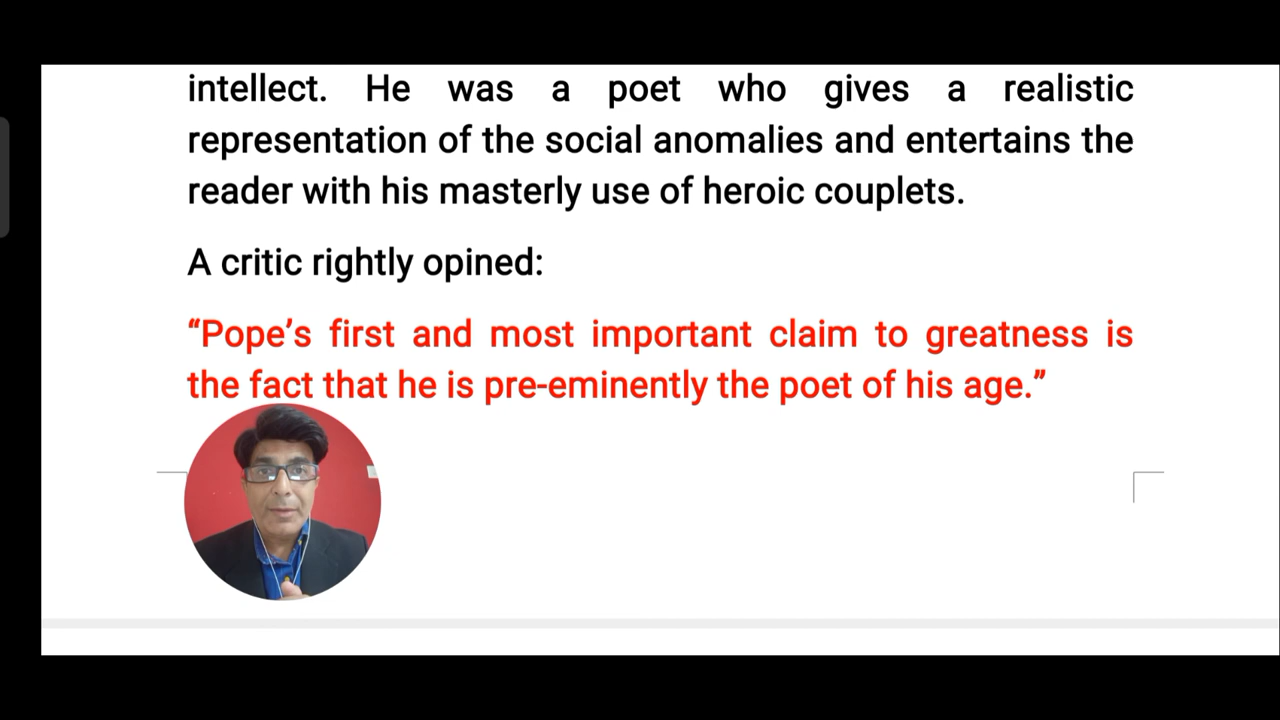 intellect. He was a poet who gives a realistic
representation of the social anomalies and entertains the
reader with his masterly use of heroic couplets.
A critic rightly opined:
“Pope’s first and most important claim to greatness is
the fact that he is pre-eminently the poet of his age.”